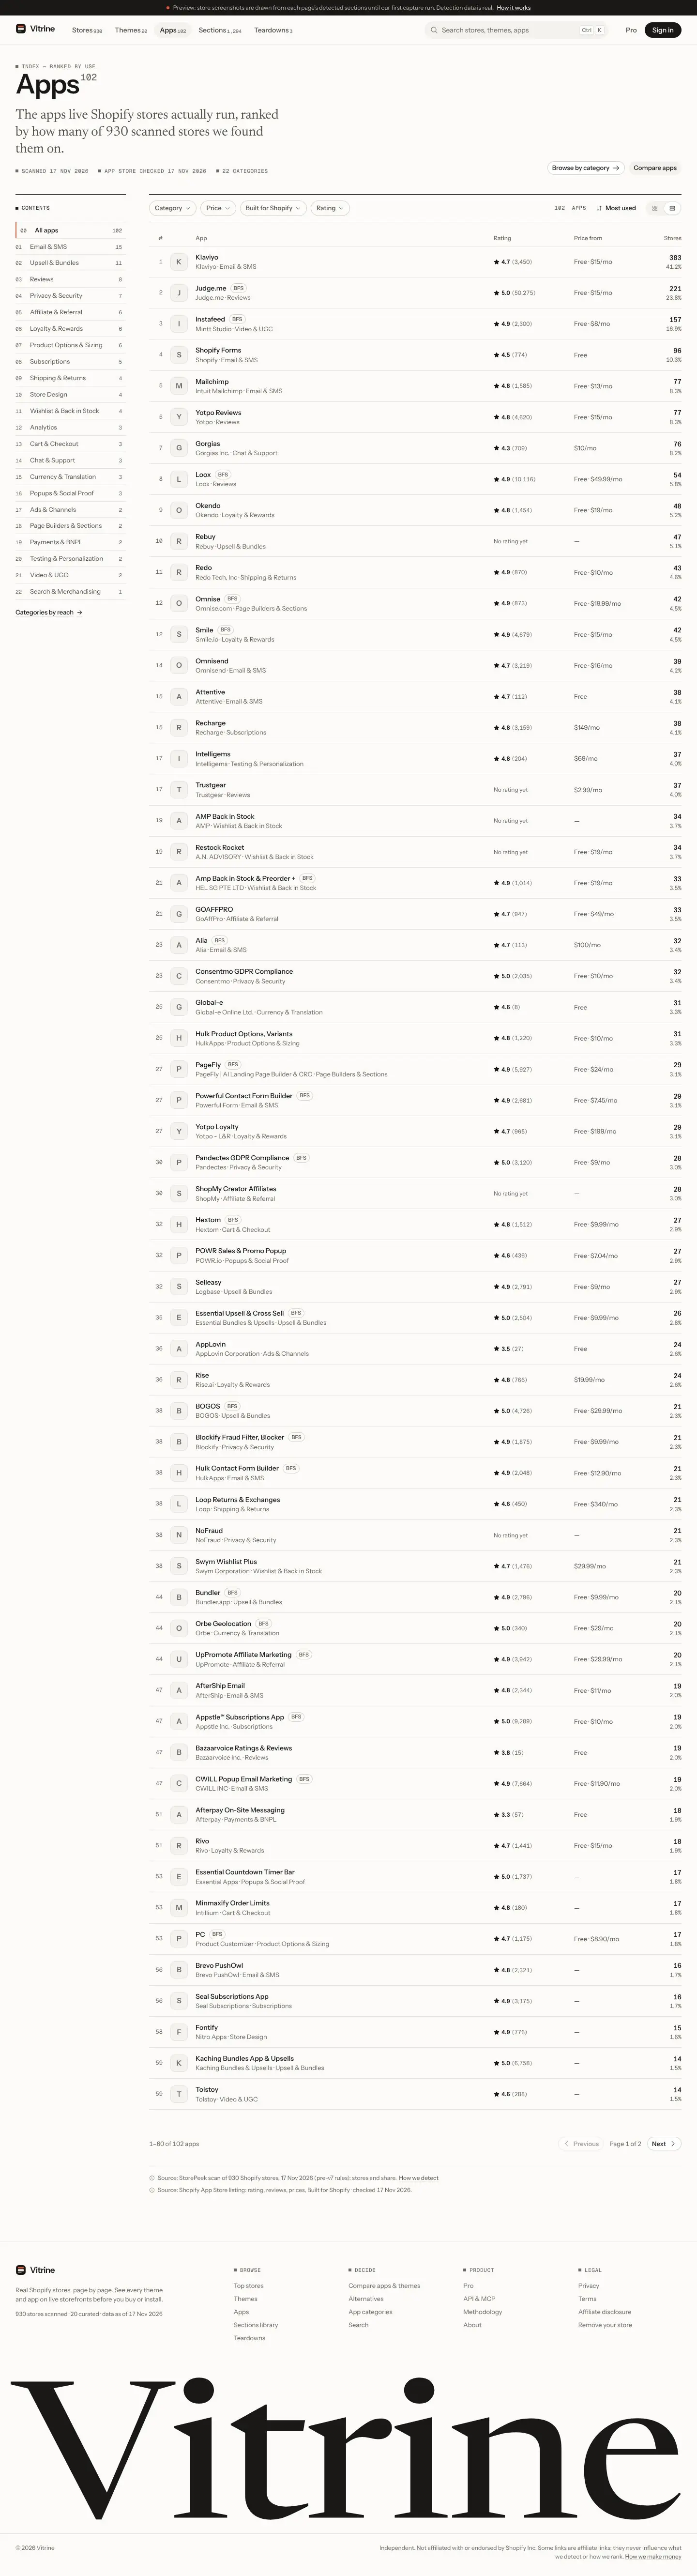 Preview: store screenshots are drawn from each page's detected sections until our first capture run. Detection data is real. How it works
Vitrine
Stores 930
Themes 20
Apps 102
Sections 1,204
Teardowns 3
Search stores, themes, apps
Ctrl K
Pro
Sign in
INDEX — RANKED BY USE
Apps 102
The apps live Shopify stores actually run, ranked
by how many of 930 scanned stores we found
them on.
SCANNED 17 NOV 2026 APP STORE CHECKED 17 NOV 2026 22 CATEGORIES
Browse by category →
Compare apps
CONTENTS
00 All apps 102
01 Email & SMS 15
02 Upsell & Bundles 11
03 Reviews 8
04 Privacy & Security 7
05 Affiliate & Referral 6
06 Loyalty & Rewards 6
07 Product Options & Sizing 6
08 Subscriptions 5
09 Shipping & Returns 4
10 Store Design 4
11 Wishlist & Back in Stock 4
12 Analytics 3
13 Cart & Checkout 3
14 Chat & Support 3
15 Currency & Translation 3
16 Popups & Social Proof 3
17 Ads & Channels 2
18 Page Builders & Sections 2
19 Payments & BNPL 2
20 Testing & Personalization 2
21 Video & UGC 2
22 Search & Merchandising 1
Categories by reach →
Category
Price
Built for Shopify
Rating
102 APPS
Most used
# App Rating Price from Stores
1 K Klaviyo ★ 4.7 (3,450) Free · $15/mo 383
Klaviyo · Email & SMS 41.2%
2 J Judge.me BFS ★ 5.0 (50,275) Free · $15/mo 221
Judge.me · Reviews 23.8%
3 I Instafeed BFS ★ 4.9 (2,300) Free · $8/mo 157
Mintt Studio · Video & UGC 16.9%
4 S Shopify Forms ★ 4.5 (774) Free 96
Shopify · Email & SMS 10.3%
5 M Mailchimp ★ 4.8 (1,585) Free · $13/mo 77
Intuit Mailchimp · Email & SMS 8.3%
5 Y Yotpo Reviews ★ 4.8 (4,620) Free · $15/mo 77
Yotpo · Reviews 8.3%
7 G Gorgias ★ 4.3 (708) $10/mo 76
Gorgias Inc. · Chat & Support 8.2%
8 L Loox BFS ★ 4.9 (10,116) Free · $49.99/mo 54
Loox · Reviews 5.8%
9 O Okendo ★ 4.8 (1,454) Free · $19/mo 48
Okendo · Loyalty & Rewards 5.2%
10 R Rebuy No rating yet — 47
Rebuy · Upsell & Bundles 5.1%
11 R Redo ★ 4.9 (870) Free · $10/mo 43
Redo Tech, Inc · Shipping & Returns 4.6%
12 O Omnise BFS ★ 4.9 (873) Free · $19.99/mo 42
Omnise.com · Page Builders & Sections 4.5%
12 S Smile BFS ★ 4.9 (4,679) Free · $15/mo 42
Smile.io · Loyalty & Rewards 4.5%
14 O Omnisend ★ 4.7 (3,219) Free · $16/mo 39
Omnisend · Email & SMS 4.2%
15 A Attentive ★ 4.7 (112) Free 38
Attentive · Email & SMS 4.1%
15 R Recharge ★ 4.8 (3,159) $149/mo 38
Recharge · Subscriptions 4.1%
17 I Intelligems ★ 4.8 (204) $69/mo 37
Intelligems · Testing & Personalization 4.0%
17 T Trustgear No rating yet $2.99/mo 37
Trustgear · Reviews 4.0%
19 A AMP Back in Stock No rating yet — 34
AMP · Wishlist & Back in Stock 3.7%
19 R Restock Rocket No rating yet Free · $19/mo 34
A.N. ADVISORY · Wishlist & Back in Stock 3.7%
21 A Amp Back in Stock & Preorder + BFS ★ 4.9 (1,014) Free · $19/mo 33
HEL SG PTE LTD · Wishlist & Back in Stock 3.5%
21 G GOAFFPRO ★ 4.7 (947) Free · $49/mo 33
GoAffPro · Affiliate & Referral 3.5%
23 A Alia BFS ★ 4.7 (113) $100/mo 32
Alia · Email & SMS 3.4%
23 C Consentmo GDPR Compliance ★ 5.0 (2,035) Free · $10/mo 32
Consentmo · Privacy & Security 3.4%
25 G Global-e ★ 4.6 (8) Free 31
Global-e Online Ltd. · Currency & Translation 3.3%
25 H Hulk Product Options, Variants ★ 4.8 (1,220) Free · $10/mo 31
HulkApps · Product Options & Sizing 3.3%
27 P PageFly BFS ★ 4.9 (5,927) Free · $24/mo 29
PageFly | AI Landing Page Builder & CRO · Page Builders & Sections 3.1%
27 P Powerful Contact Form Builder BFS ★ 4.9 (2,681) Free · $7.45/mo 29
Powerful Form · Email & SMS 3.1%
27 Y Yotpo Loyalty ★ 4.7 (965) Free · $199/mo 29
Yotpo - L&R · Loyalty & Rewards 3.1%
30 P Pandectes GDPR Compliance BFS ★ 5.0 (3,120) Free · $9/mo 28
Pandectes · Privacy & Security 3.0%
30 S ShopMy Creator Affiliates No rating yet — 28
ShopMy · Affiliate & Referral 3.0%
32 H Hextom BFS ★ 4.8 (1,512) Free · $9.99/mo 27
Hextom · Cart & Checkout 2.9%
32 P POWR Sales & Promo Popup ★ 4.6 (436) Free · $7.04/mo 27
POWR.io · Popups & Social Proof 2.9%
32 S Selleasy ★ 4.9 (2,791) Free · $9/mo 27
Logbase · Upsell & Bundles 2.9%
35 E Essential Upsell & Cross Sell BFS ★ 5.0 (2,504) Free · $9.99/mo 26
Essential Bundles & Upsells · Upsell & Bundles 2.8%
36 A AppLovin ★ 3.5 (27) Free 24
AppLovin Corporation · Ads & Channels 2.6%
36 R Rise ★ 4.8 (766) $19.99/mo 24
Rise.ai · Loyalty & Rewards 2.6%
38 B BOGOS BFS ★ 5.0 (4,726) Free · $29.99/mo 21
BOGOS · Upsell & Bundles 2.3%
38 B Blockify Fraud Filter, Blocker BFS ★ 4.9 (1,875) Free · $9.99/mo 21
Blockify · Privacy & Security 2.3%
38 H Hulk Contact Form Builder BFS ★ 4.9 (2,048) Free · $12.90/mo 21
HulkApps · Email & SMS 2.3%
38 L Loop Returns & Exchanges ★ 4.6 (450) Free · $340/mo 21
Loop · Shipping & Returns 2.3%
38 N NoFraud No rating yet — 21
NoFraud · Privacy & Security 2.3%
38 S Swym Wishlist Plus ★ 4.7 (1,476) $29.99/mo 21
Swym Corporation · Wishlist & Back in Stock 2.3%
44 B Bundler BFS ★ 4.9 (2,796) Free · $9.99/mo 20
Bundler.app · Upsell & Bundles 2.1%
44 O Orbe Geolocation BFS ★ 5.0 (340) Free · $29/mo 20
Orbe · Currency & Translation 2.1%
44 U UpPromote Affiliate Marketing BFS ★ 4.9 (3,942) Free · $29.99/mo 20
UpPromote · Affiliate & Referral 2.1%
47 A AfterShip Email ★ 4.8 (2,344) Free · $11/mo 19
AfterShip · Email & SMS 2.0%
47 A Appstle℠ Subscriptions App BFS ★ 5.0 (9,288) Free · $10/mo 19
Appstle Inc. · Subscriptions 2.0%
47 B Bazaarvoice Ratings & Reviews ★ 3.8 (15) Free 19
Bazaarvoice Inc. · Reviews 2.0%
47 C CWILL Popup Email Marketing BFS ★ 4.9 (7,664) Free · $11.90/mo 19
CWILL INC · Email & SMS 2.0%
51 A Afterpay On-Site Messaging ★ 3.3 (57) Free 18
Afterpay · Payments & BNPL 1.9%
51 R Rivo ★ 4.7 (1,441) Free · $15/mo 18
Rivo · Loyalty & Rewards 1.9%
53 E Essential Countdown Timer Bar ★ 5.0 (1,737) — 17
Essential Apps · Popups & Social Proof 1.8%
53 M Minmaxify Order Limits ★ 4.8 (180) — 17
Intillium · Cart & Checkout 1.8%
53 P PC BFS ★ 4.7 (1,175) Free · $8.90/mo 17
Product Customizer · Product Options & Sizing 1.8%
56 B Brevo PushOwl ★ 4.8 (2,321) — 16
Brevo PushOwl · Email & SMS 1.7%
56 S Seal Subscriptions App ★ 4.9 (3,175) — 16
Seal Subscriptions · Subscriptions 1.7%
58 F Fontify ★ 4.9 (776) — 15
Nitro Apps · Store Design 1.6%
59 K Kaching Bundles App & Upsells ★ 5.0 (6,758) — 14
Kaching Bundles & Upsells · Upsell & Bundles 1.5%
59 T Tolstoy ★ 4.6 (288) — 14
Tolstoy · Video & UGC 1.5%
1–60 of 102 apps
Previous
Page 1 of 2
Next
Source: StorePeek scan of 930 Shopify stores, 17 Nov 2026 (pre-v7 rules): stores and share. How we detect
Source: Shopify App Store listing: rating, reviews, prices, Built for Shopify · checked 17 Nov 2026.
Vitrine
Real Shopify stores, page by page. See every theme
and app on live storefronts before you buy or install.
930 stores scanned · 20 curated · data as of 17 Nov 2026
BROWSE
Top stores
Themes
Apps
Sections library
Teardowns
DECIDE
Compare apps & themes
Alternatives
App categories
Search
PRODUCT
Pro
API & MCP
Methodology
About
LEGAL
Privacy
Terms
Affiliate disclosure
Remove your store
Vitrine
© 2026 Vitrine
Independent. Not affiliated with or endorsed by Shopify Inc. Some links are affiliate links; they never influence what
we detect or how we rank. How we make money